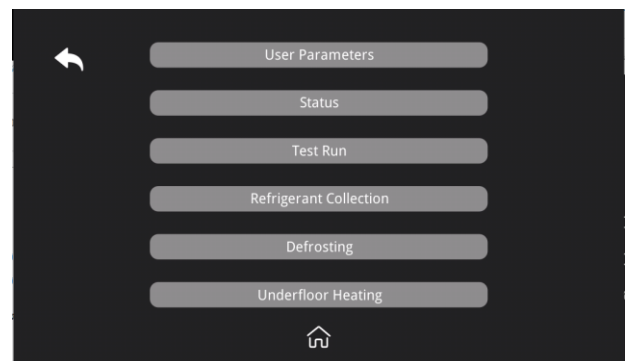 User Parameters
Status
Test Run
Refrigerant Collection
Defrosting
Underfloor Heating